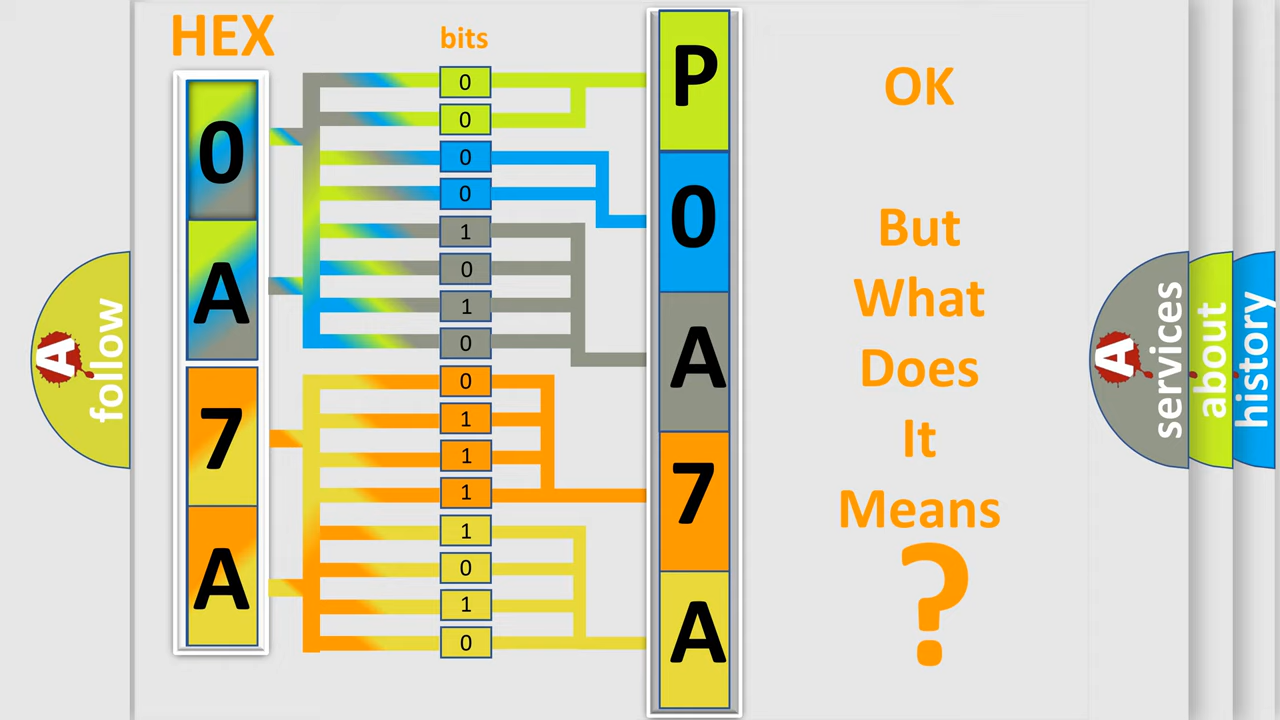 HEX
bits
0
A
7
A
0
0
0
0
1
0
1
0
0
1
1
1
1
0
1
0
P
0
A
7
A
OK
But
What
Does
It
Means
?
A
follow
A
services
about
history